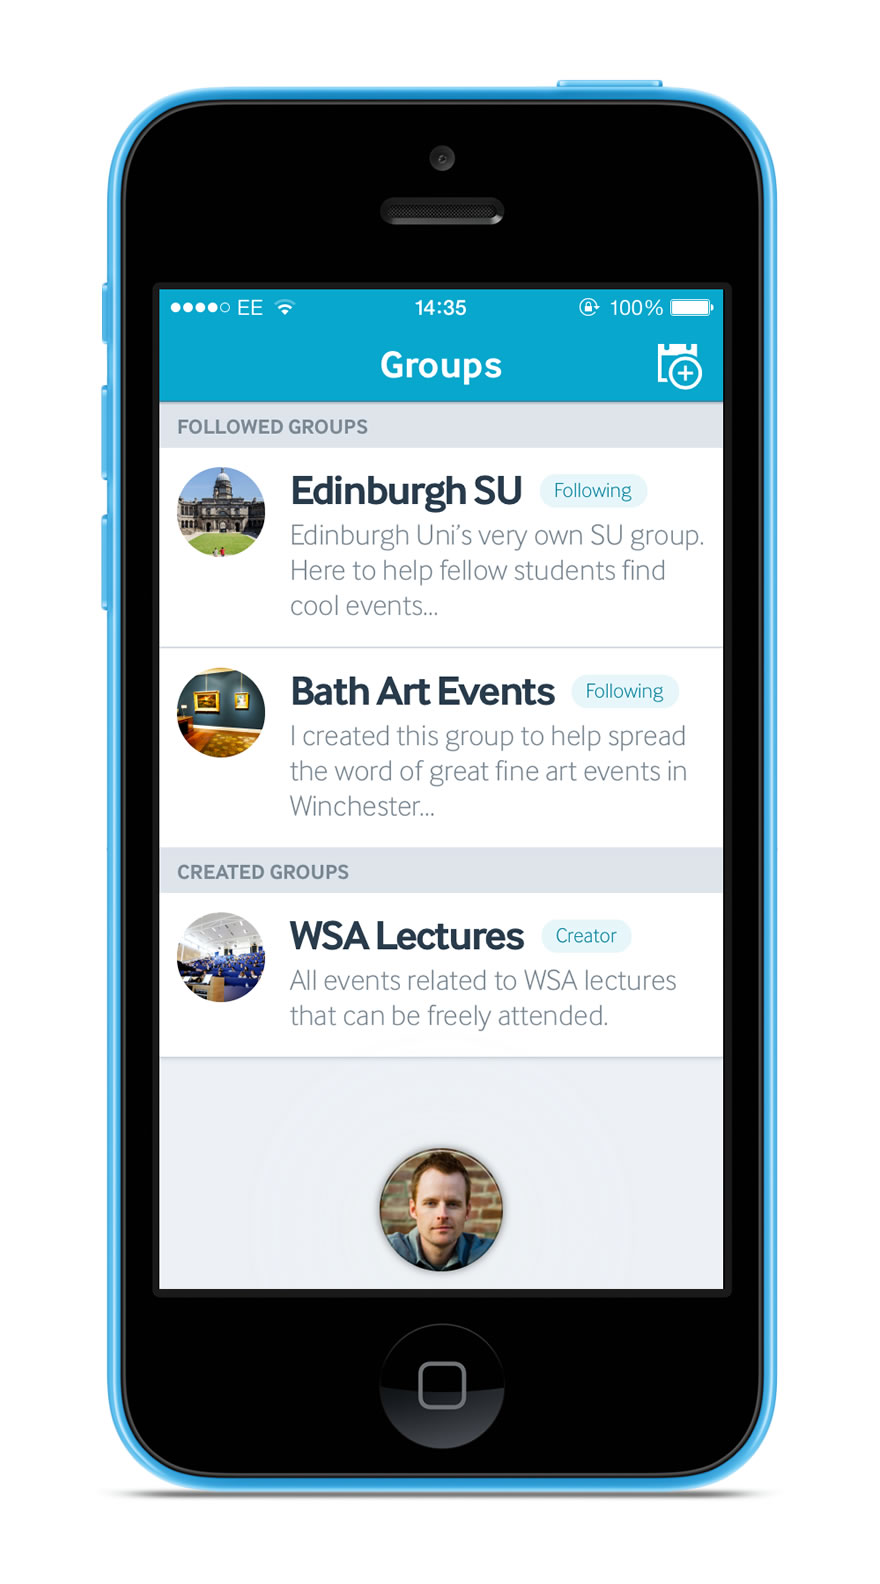 EE 14:35 100%
Groups
FOLLOWED GROUPS
Edinburgh SU Following
Edinburgh Uni’s very own SU group.
Here to help fellow students find
cool events...
Bath Art Events Following
I created this group to help spread
the word of great fine art events in
Winchester...
CREATED GROUPS
WSA Lectures Creator
All events related to WSA lectures
that can be freely attended.